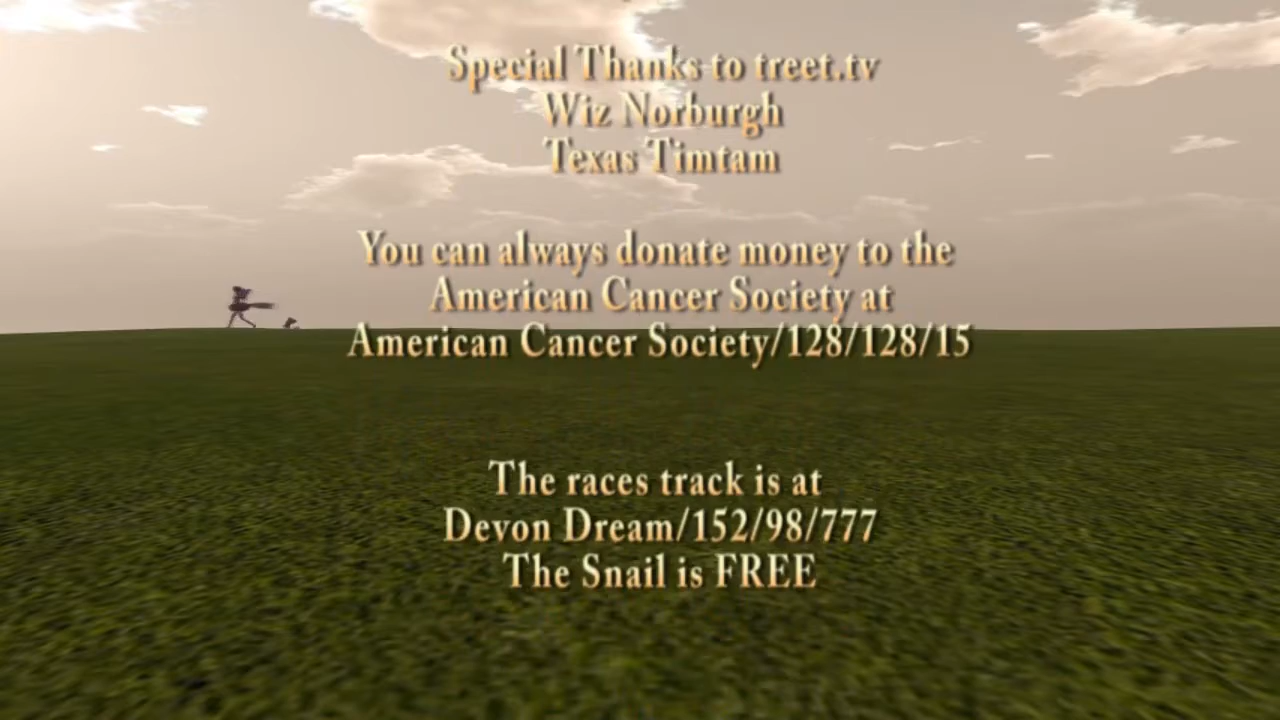 Special Thanks to treet.tv
Wiz Norburgh
Texas Timtam
You can always donate money to the
American Cancer Society at
American Cancer Society/128/128/15
The races track is at
Devon Dream/152/98/777
The Snail is FREE